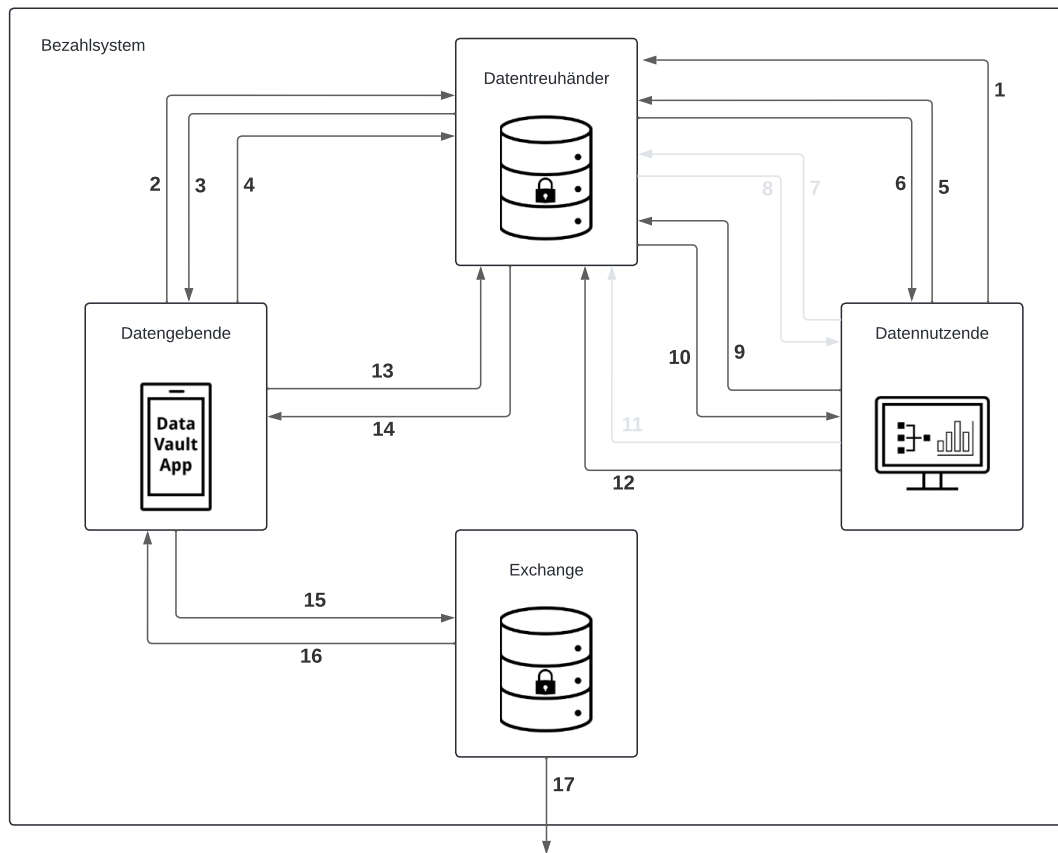 Bezahlsystem
Datentreuhänder
1
2
3
4
8
7
6
5
Datengebende
Data
Vault
App
Datennutzende
13
14
10
9
11
12
Exchange
15
16
17